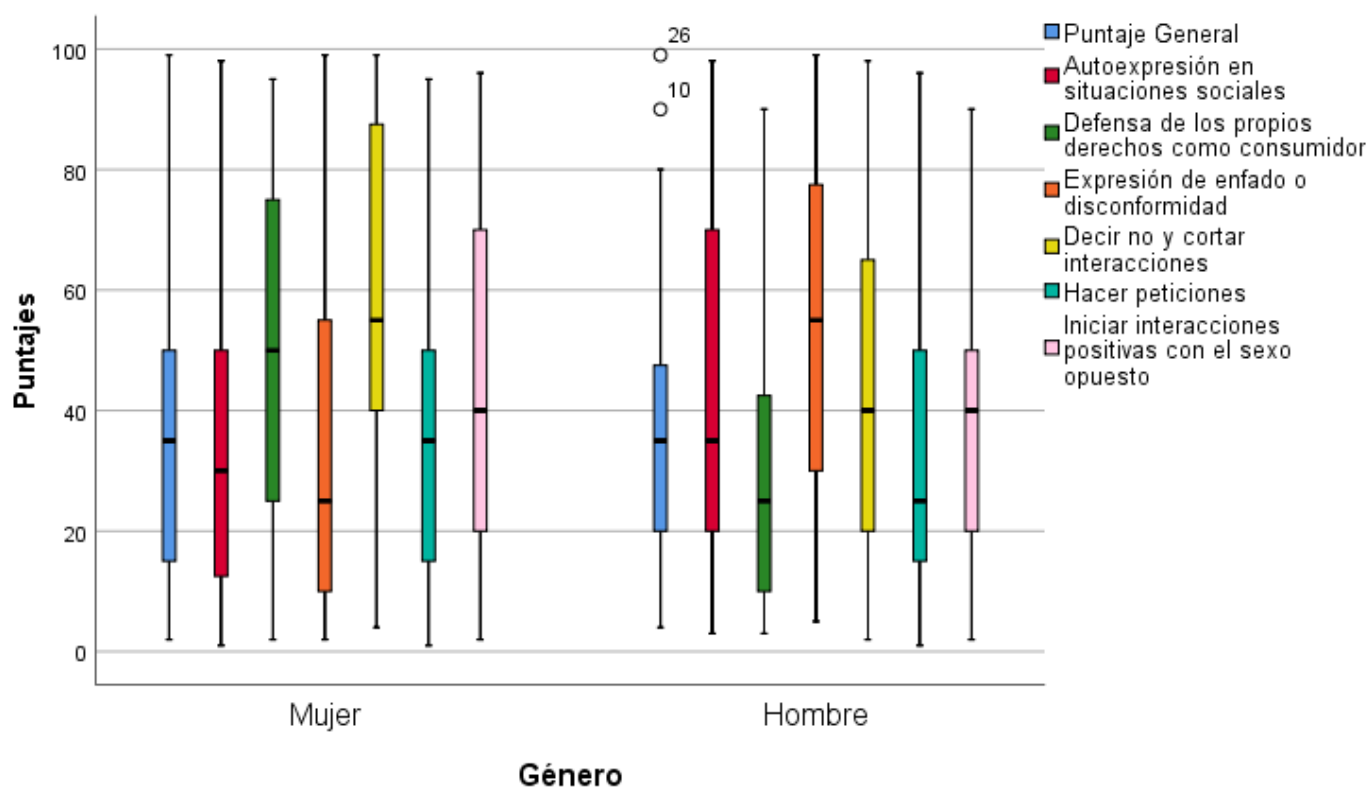 100
80
60
40
20
0
Puntajes
26
10
Mujer
Hombre
Género
Puntaje General
Autoexpresión en
situaciones sociales
Defensa de los propios
derechos como consumidor
Expresión de enfado o
disconformidad
Decir no y cortar
interacciones
Hacer peticiones
Iniciar interacciones
positivas con el sexo
opuesto